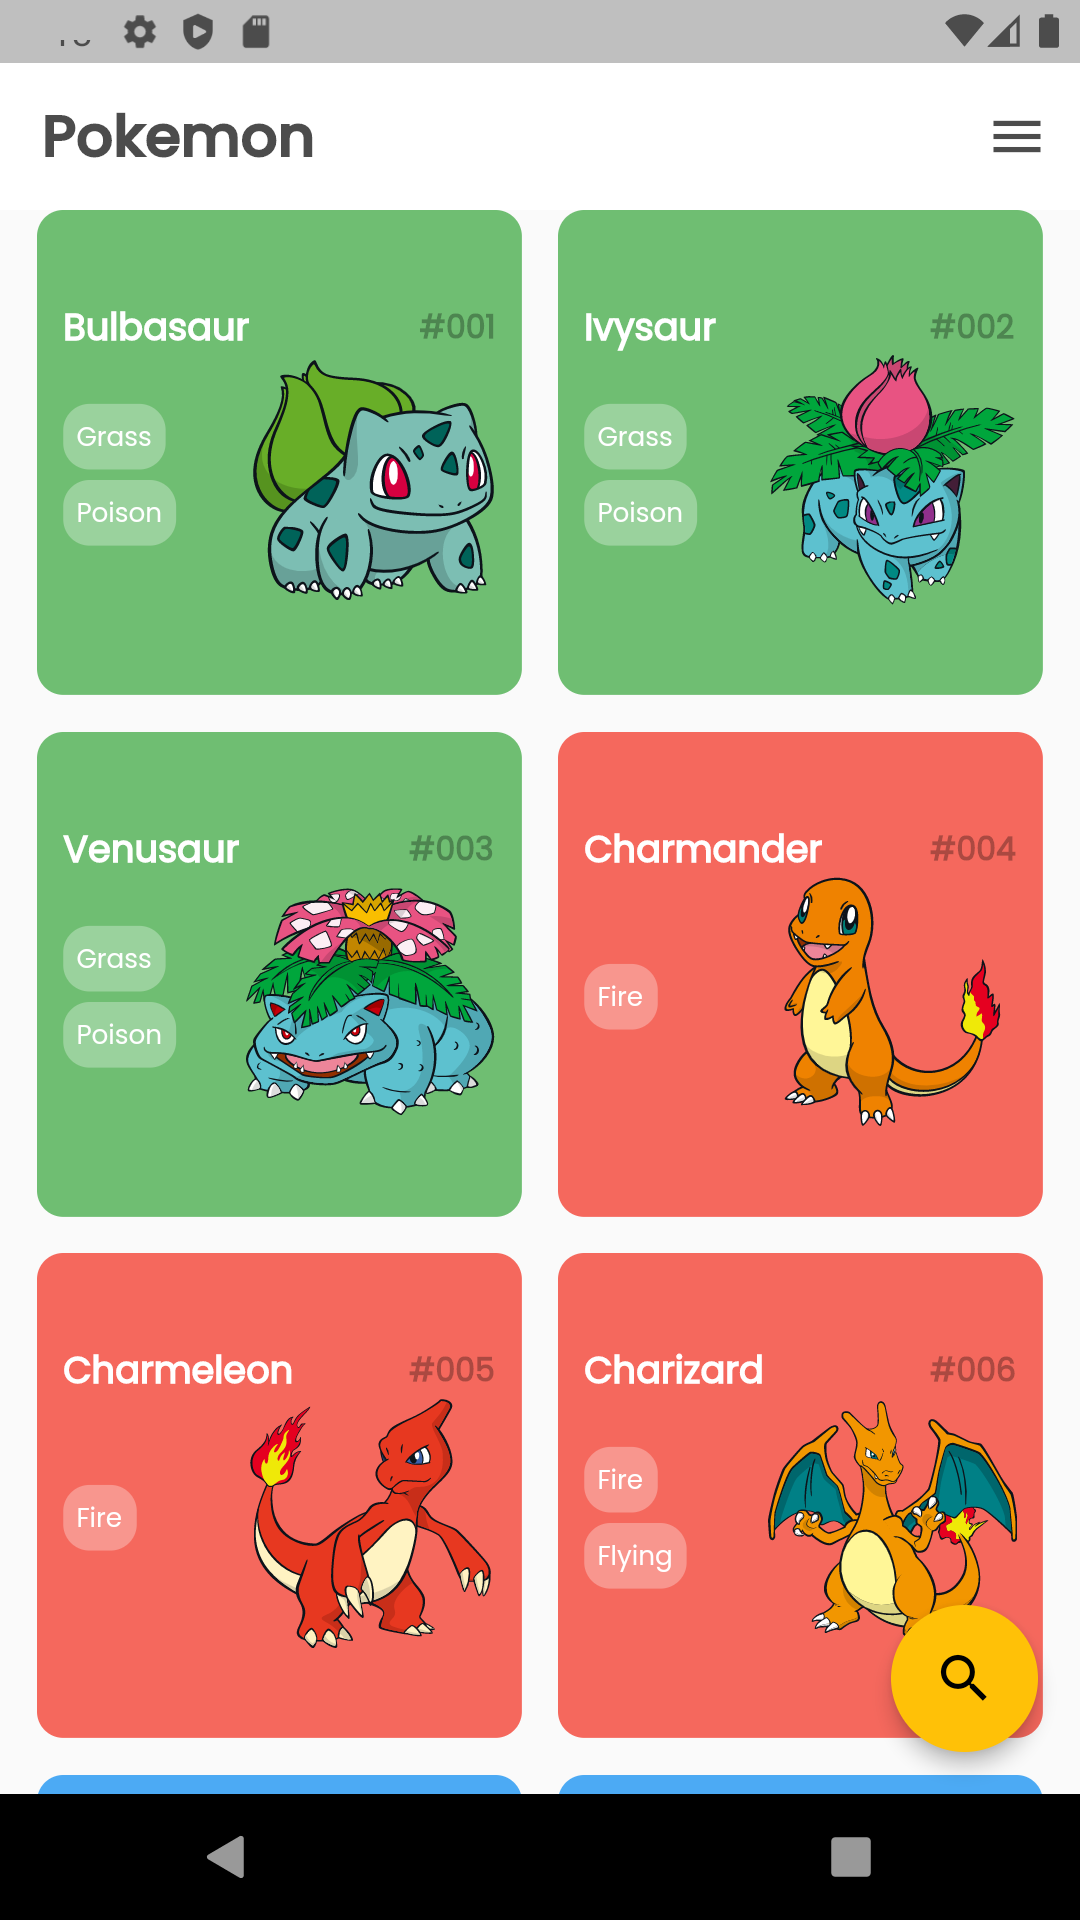 Pokemon
Bulbasaur #001
Grass
Poison
Ivysaur #002
Grass
Poison
Venusaur #003
Grass
Poison
Charmander #004
Fire
Charmeleon #005
Fire
Charizard #006
Fire
Flying